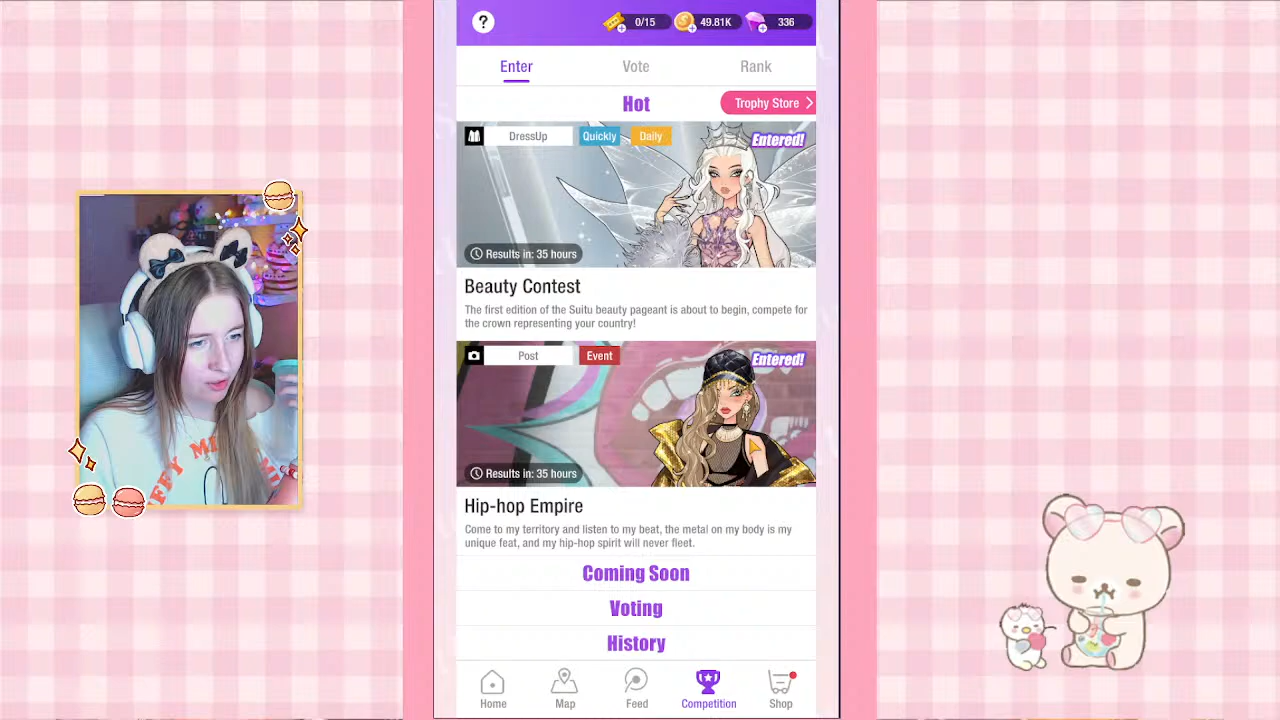 ?
0/15
49.81K
336
Enter
Vote
Rank
Hot
Trophy Store
DressUp
Quickly
Daily
Entered!
Results in: 35 hours
Beauty Contest
The first edition of the Suitu beauty pageant is about to begin, compete for
the crown representing your country!
Post
Event
Entered!
Results in: 35 hours
Hip-hop Empire
Come to my territory and listen to my beat, the metal on my body is my
unique feat, and my hip-hop spirit will never fleet.
Coming Soon
Voting
History
Home
Map
Feed
Competition
Shop